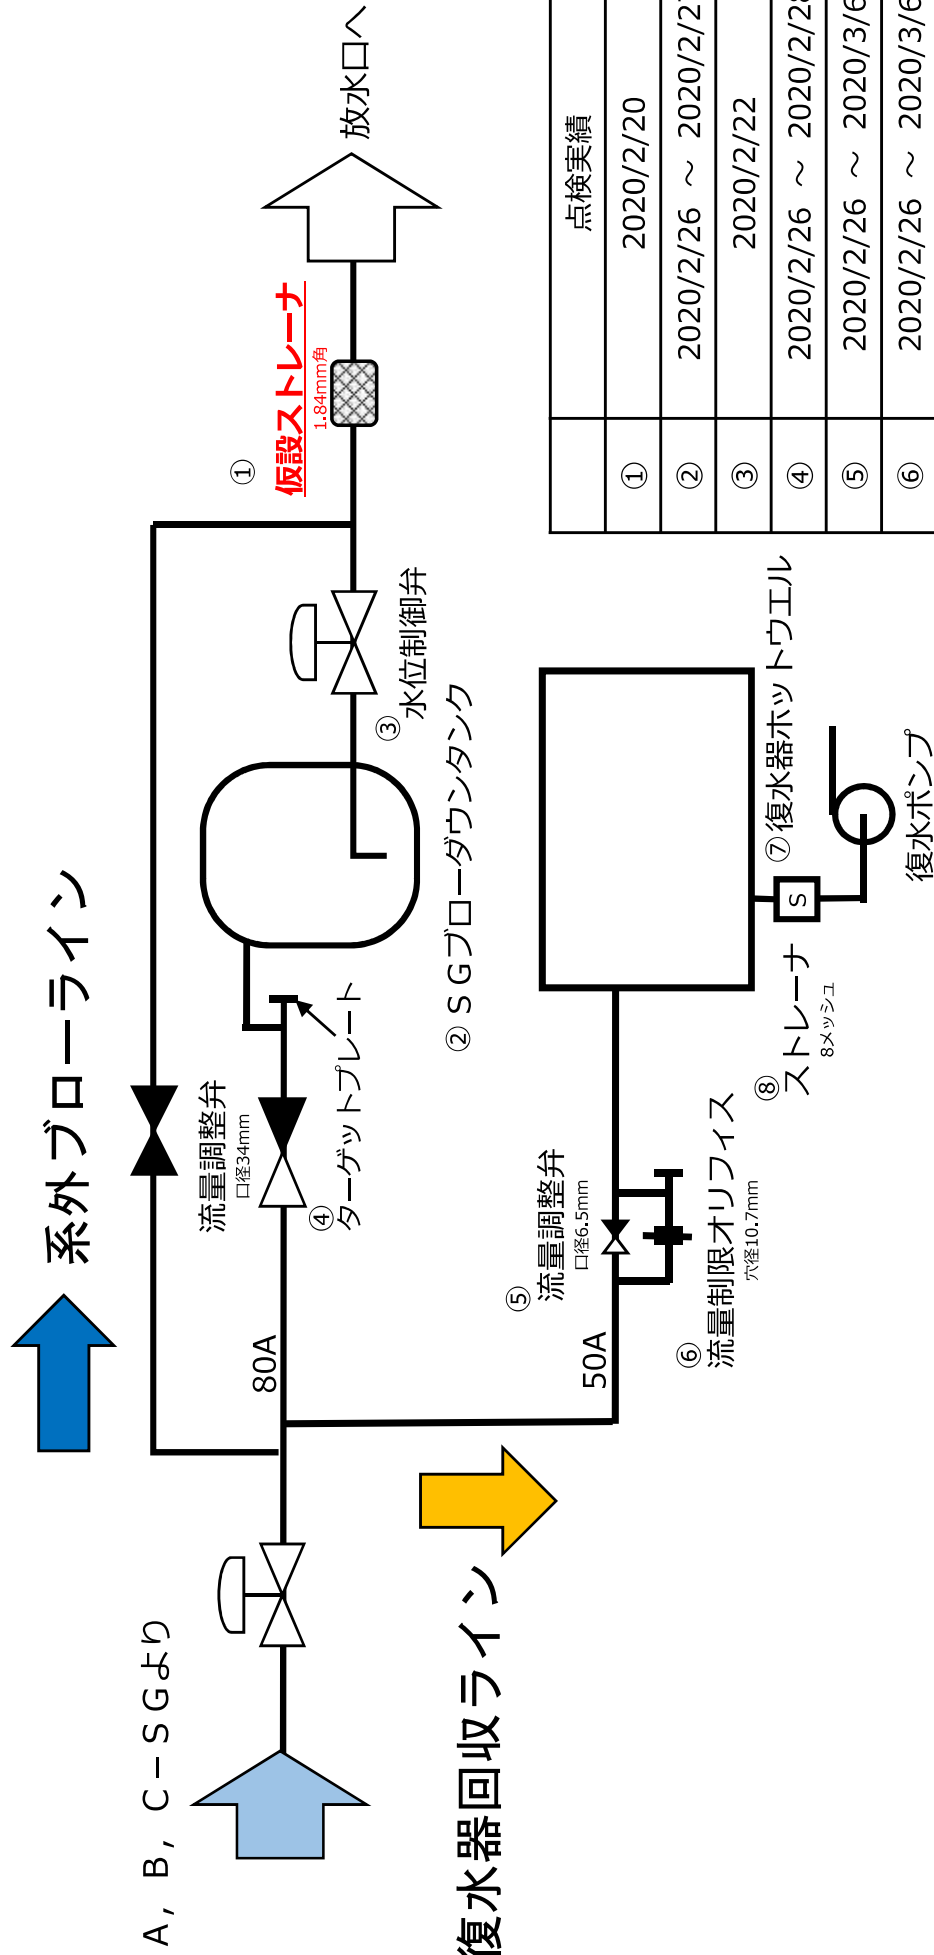 A, B, C-SGより
系外ブローライン
復水器回収ライン
80A
50A
流量調整弁
口径34mm
④
ターゲットプレート
② SGブローダウンタンク
③
水位制御弁
①
仮設ストレーナ
1.84mm角
放水口へ
⑤
流量調整弁
口径6.5mm
⑥
流量制限オリフィス
穴径10.7mm
⑦復水器ホットウエル
⑧
ストレーナ
8メッシュ
S
復水ポンプ
点検実績
① 2020/2/20
② 2020/2/26 ～ 2020/2/27
③ 2020/2/22
④ 2020/2/26 ～ 2020/2/28
⑤ 2020/2/26 ～ 2020/3/6
⑥ 2020/2/26 ～ 2020/3/6